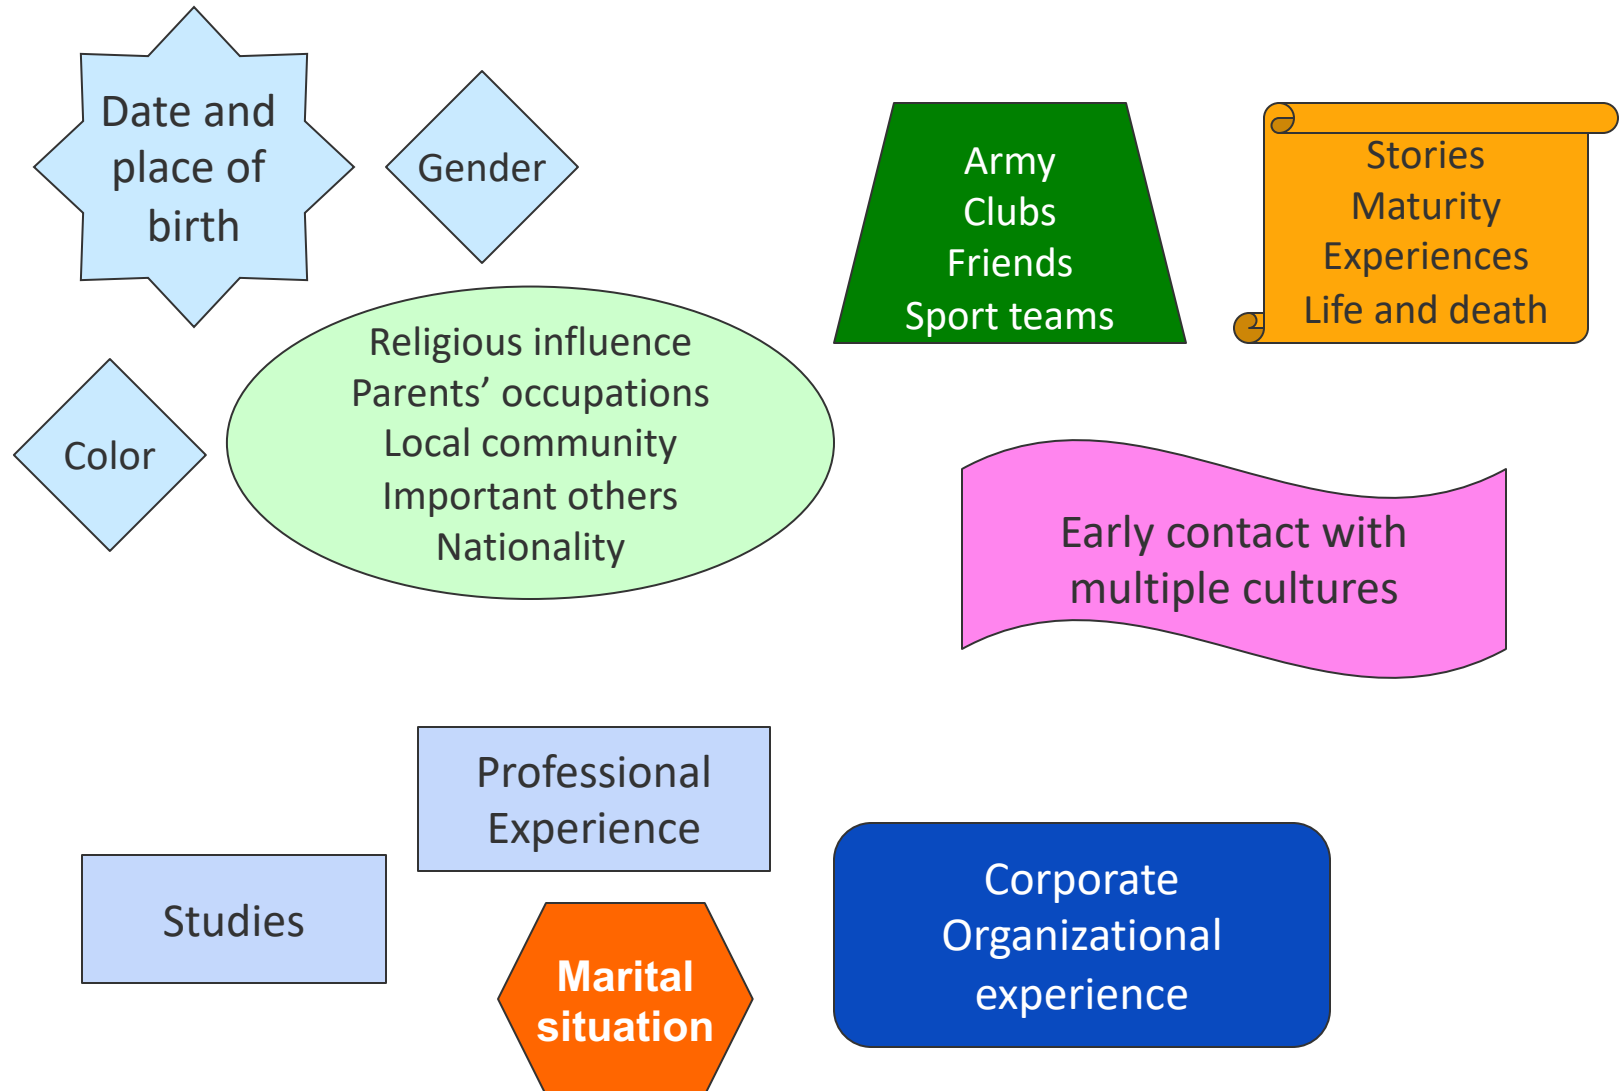 Date and
place of
birth
Gender
Army
Clubs
Friends
Sport teams
Stories
Maturity
Experiences
Life and death
Color
Religious influence
Parents’ occupations
Local community
Important others
Nationality
Early contact with
multiple cultures
Professional
Experience
Studies
Marital
situation
Corporate
Organizational
experience